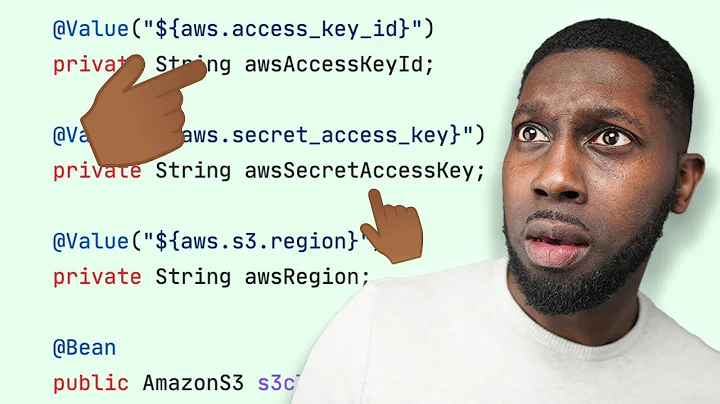 @Value("${aws.access_key_id}")
private String awsAccessKeyId;
aws.secret_access_key}")
private String awsSecretAccessKey;
@Value("${aws.s3.region}"
private String awsRegion;
@Bean
public AmazonS3